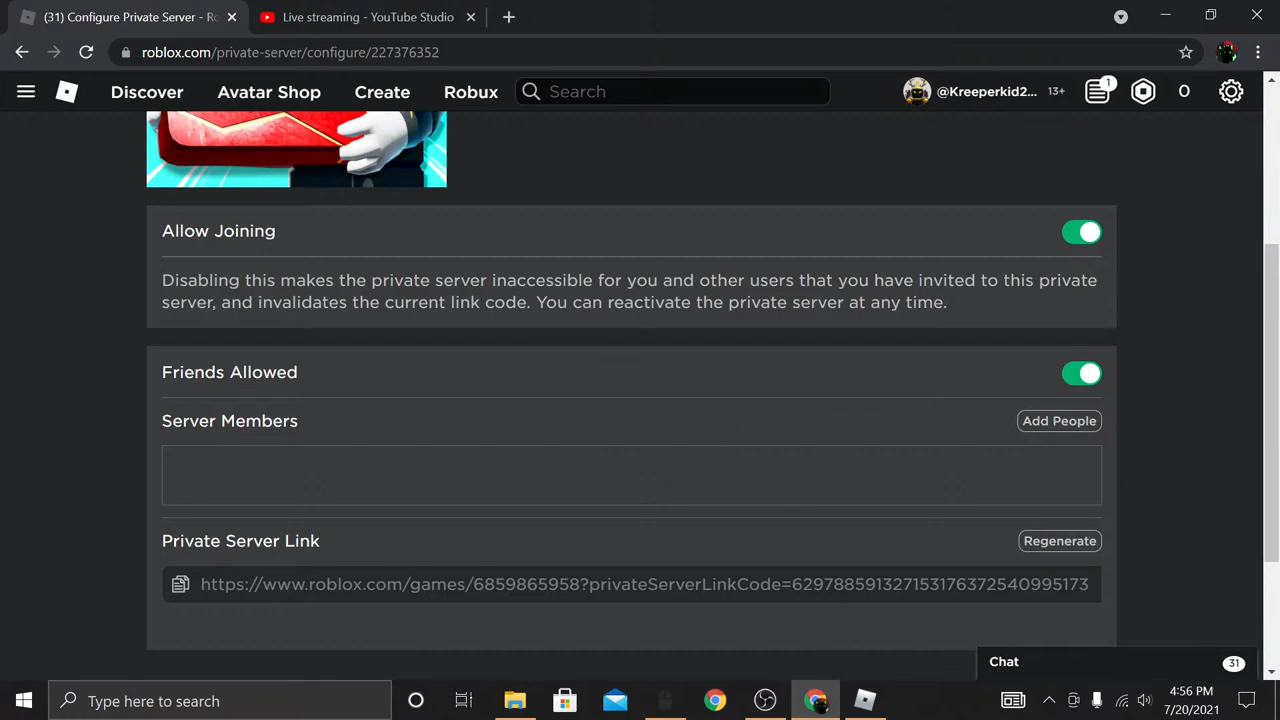 (31) Configure Private Server - Ro
Live streaming - YouTube Studio
roblox.com/private-server/configure/227376352
Discover
Avatar Shop
Create
Robux
Search
@Kreeperkid2...
13+
1
0
Allow Joining
Disabling this makes the private server inaccessible for you and other users that you have invited to this private
server, and invalidates the current link code. You can reactivate the private server at any time.
Friends Allowed
Server Members
Add People
Private Server Link
Regenerate
https://www.roblox.com/games/6859865958?privateServerLinkCode=62978859132715317637254099517​3
Chat
31
Type here to search
4:56 PM
7/20/2021